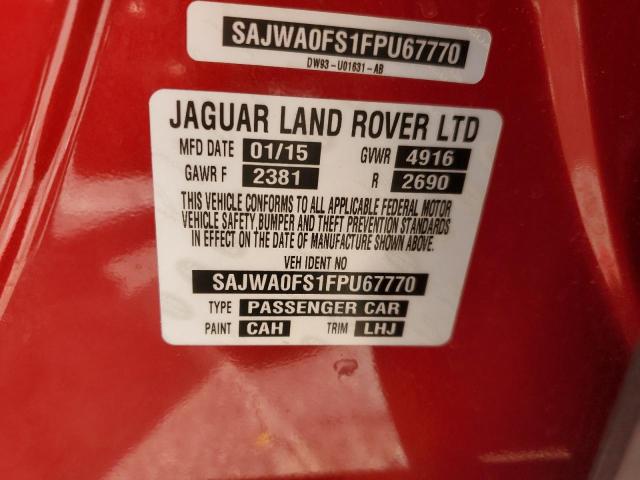 SAJWA0FS1FPU67770
DW93-U01631-AB
JAGUAR LAND ROVER LTD
MFD DATE 01/15 GVWR 4916
GAWR F 2381 R 2690
THIS VEHICLE CONFORMS TO ALL APPLICABLE FEDERAL MOTOR
VEHICLE SAFETY,BUMPER AND THEFT PREVENTION STANDARDS
IN EFFECT ON THE DATE OF MANUFACTURE SHOWN ABOVE.
VEH IDENT NO
SAJWA0FS1FPU67770
TYPE PASSENGER CAR
PAINT CAH TRIM LHJ